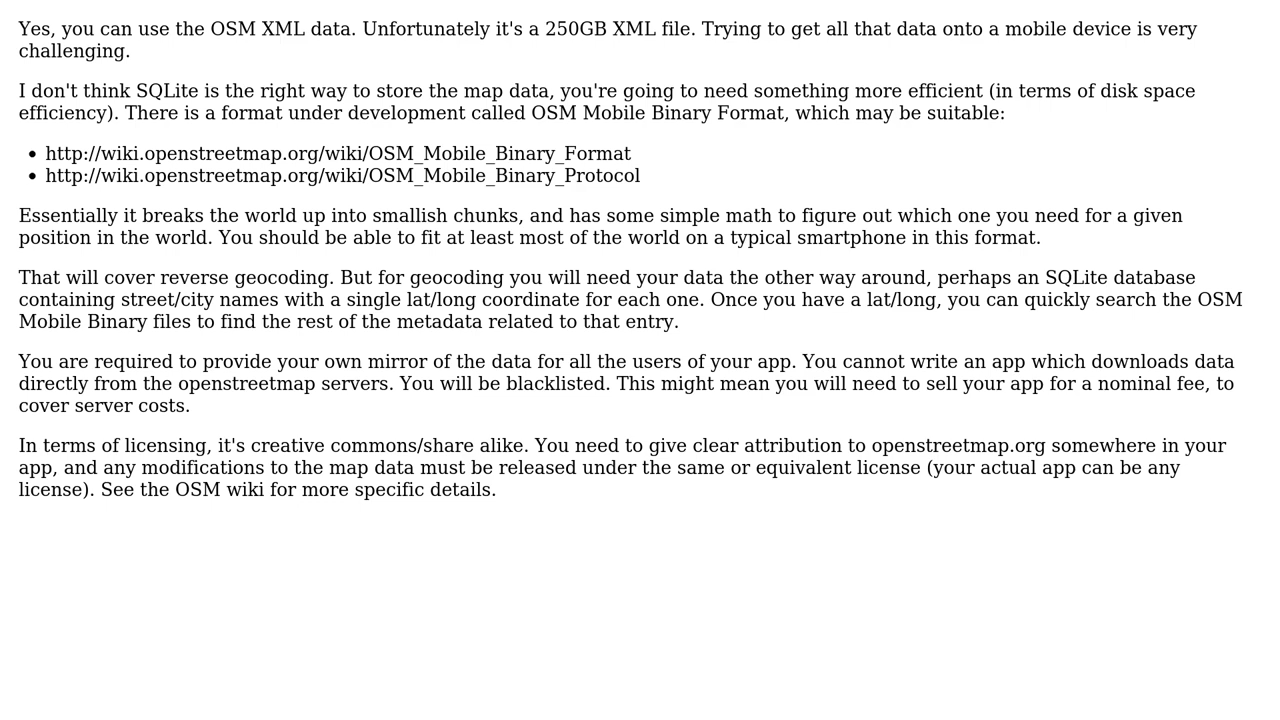 Yes, you can use the OSM XML data. Unfortunately it's a 250GB XML file. Trying to get all that data onto a mobile device is very
challenging.
I don't think SQLite is the right way to store the map data, you're going to need something more efficient (in terms of disk space
efficiency). There is a format under development called OSM Mobile Binary Format, which may be suitable:
• http://wiki.openstreetmap.org/wiki/OSM_Mobile_Binary_Format
• http://wiki.openstreetmap.org/wiki/OSM_Mobile_Binary_Protocol
Essentially it breaks the world up into smallish chunks, and has some simple math to figure out which one you need for a given
position in the world. You should be able to fit at least most of the world on a typical smartphone in this format.
That will cover reverse geocoding. But for geocoding you will need your data the other way around, perhaps an SQLite database
containing street/city names with a single lat/long coordinate for each one. Once you have a lat/long, you can quickly search the OSM
Mobile Binary files to find the rest of the metadata related to that entry.
You are required to provide your own mirror of the data for all the users of your app. You cannot write an app which downloads data
directly from the openstreetmap servers. You will be blacklisted. This might mean you will need to sell your app for a nominal fee, to
cover server costs.
In terms of licensing, it's creative commons/share alike. You need to give clear attribution to openstreetmap.org somewhere in your
app, and any modifications to the map data must be released under the same or equivalent license (your actual app can be any
license). See the OSM wiki for more specific details.